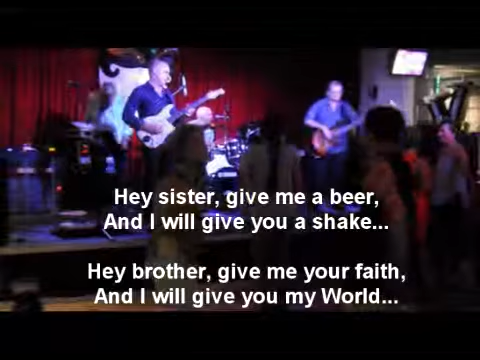 Hey sister, give me a beer,
And I will give you a shake...
Hey brother, give me your faith,
And I will give you my World...